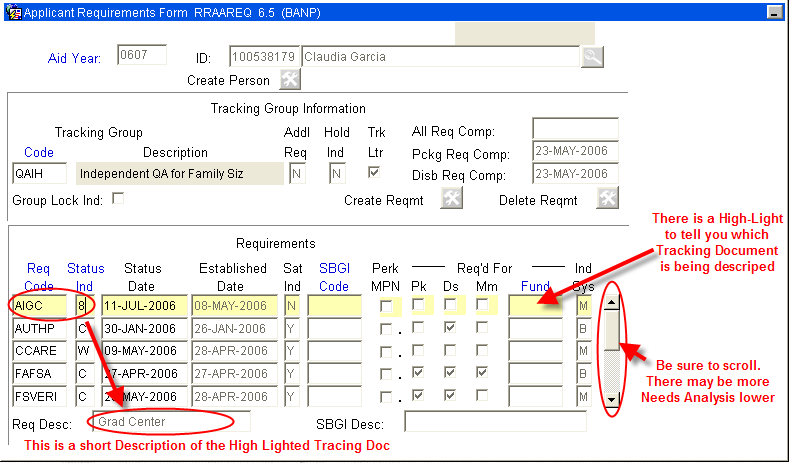 Applicant Requirements Form RRAAREQ 6.5 (BANP)
Aid Year: 0607 ID: 100538179 Claudia Garcia
Create Person
Tracking Group Information
Tracking Group Addl Hold Trk All Req Comp:
Code Description Req Ind Ltr Pckg Req Comp: 23-MAY-2006
QAIH Independent QA for Family Siz N N Disb Req Comp: 23-MAY-2006
Group Lock Ind: Create Reqmt Delete Reqmt
There is a High-Light
to tell you which
Tracking Document
is being descriped
Requirements
Req Status Status Established Sat SBGI Perk Req'd For Ind
Code Ind Date Date Ind Code MPN Pk Ds Mm Fund Sys
AIGC 8 11-JUL-2006 08-MAY-2006 N M
AUTHP C 30-JAN-2006 26-JAN-2006 Y . B
CCARE W 09-MAY-2006 28-APR-2006 Y . M
FAFSA C 27-APR-2006 27-APR-2006 Y . B
FSVERI C -MAY-2006 28-APR-2006 Y . M
Be sure to scroll.
There may be more
Needs Analysis lower
Req Desc: Grad Center SBGI Desc:
This is a short Description of the High Lighted Tracing Doc